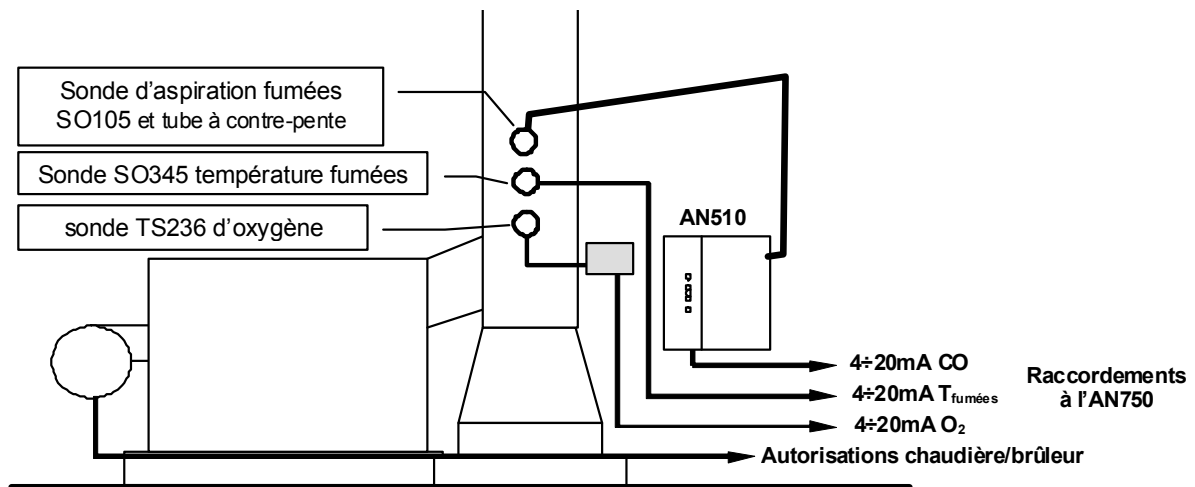 Sonde d'aspiration fumées
SO105 et tube à contre-pente
Sonde SO345 température fumées
sonde TS236 d'oxygène
AN510
4÷20mA CO
4÷20mA Tfumées
4÷20mA O₂
Raccordements
à l'AN750
Autorisations chaudière/brûleur